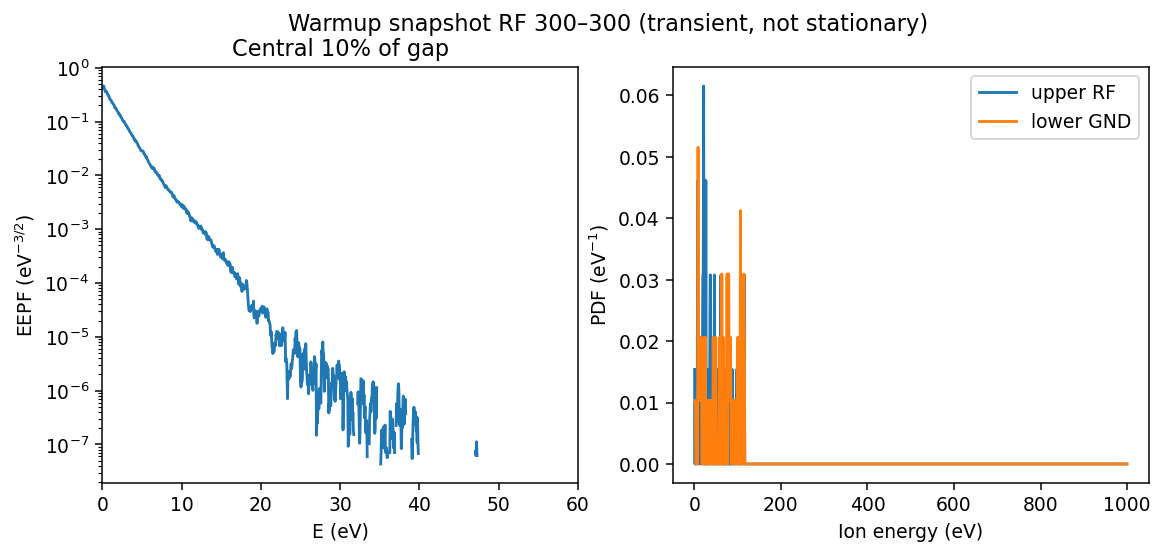 Warmup snapshot RF 300–300 (transient, not stationary)
Central 10% of gap
EEPF (eV⁻³ᐟ²)
10⁰
10⁻¹
10⁻²
10⁻³
10⁻⁴
10⁻⁵
10⁻⁶
10⁻⁷
0 10 20 30 40 50 60
E (eV)
PDF (eV⁻¹)
0.06
0.05
0.04
0.03
0.02
0.01
0.00
0 200 400 600 800 1000
Ion energy (eV)
upper RF
lower GND